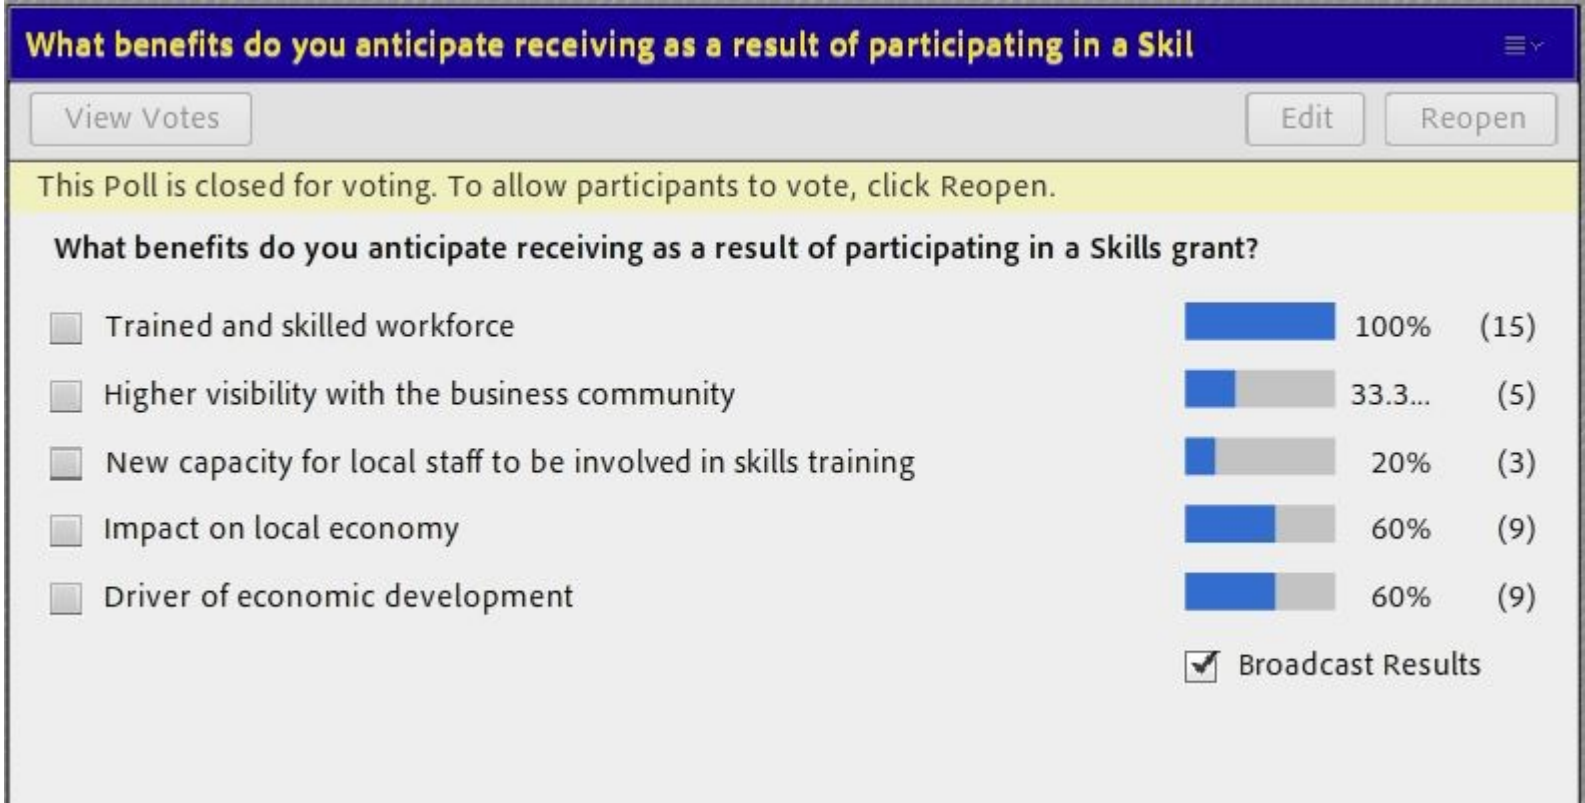 What benefits do you anticipate receiving as a result of participating in a Skil
View Votes Edit Reopen
This Poll is closed for voting. To allow participants to vote, click Reopen.
What benefits do you anticipate receiving as a result of participating in a Skills grant?
Trained and skilled workforce 100% (15)
Higher visibility with the business community 33.3... (5)
New capacity for local staff to be involved in skills training 20% (3)
Impact on local economy 60% (9)
Driver of economic development 60% (9)
Broadcast Results